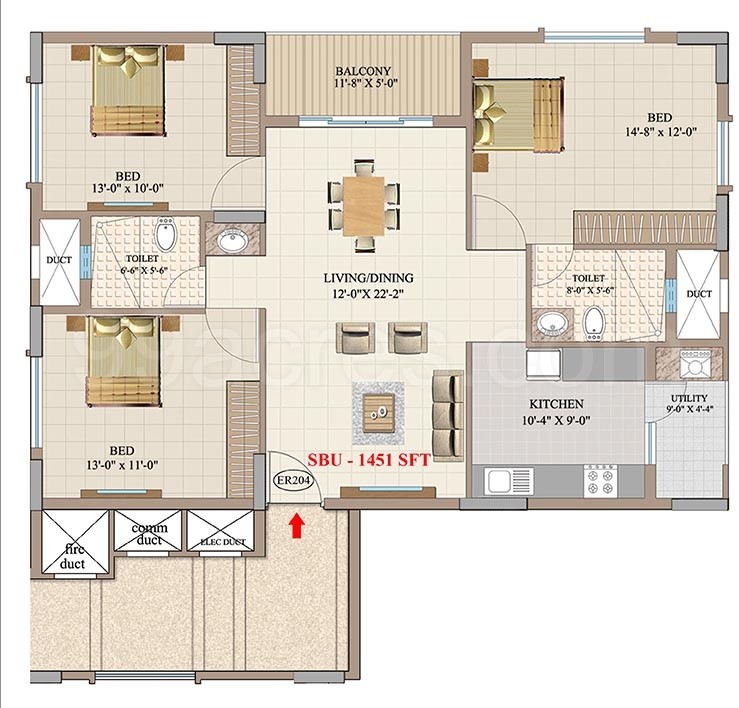 BALCONY
11'-8" X 5'-0"
BED
14'-8" x 12'-0"
BED
13'-0" x 10'-0"
DUCT
TOILET
6'-6" X 5'-6"
LIVING/DINING
12'-0"X 22'-2"
TOILET
8'-0" X 5'-6"
DUCT
99acres.com
KITCHEN
10'-4" X 9'-0"
UTILITY
9'-0" X 4'-4"
BED
13'-0" x 11'-0"
SBU - 1451 SFT
ER204
fire
duct
comm
duct
ELEC DUCT